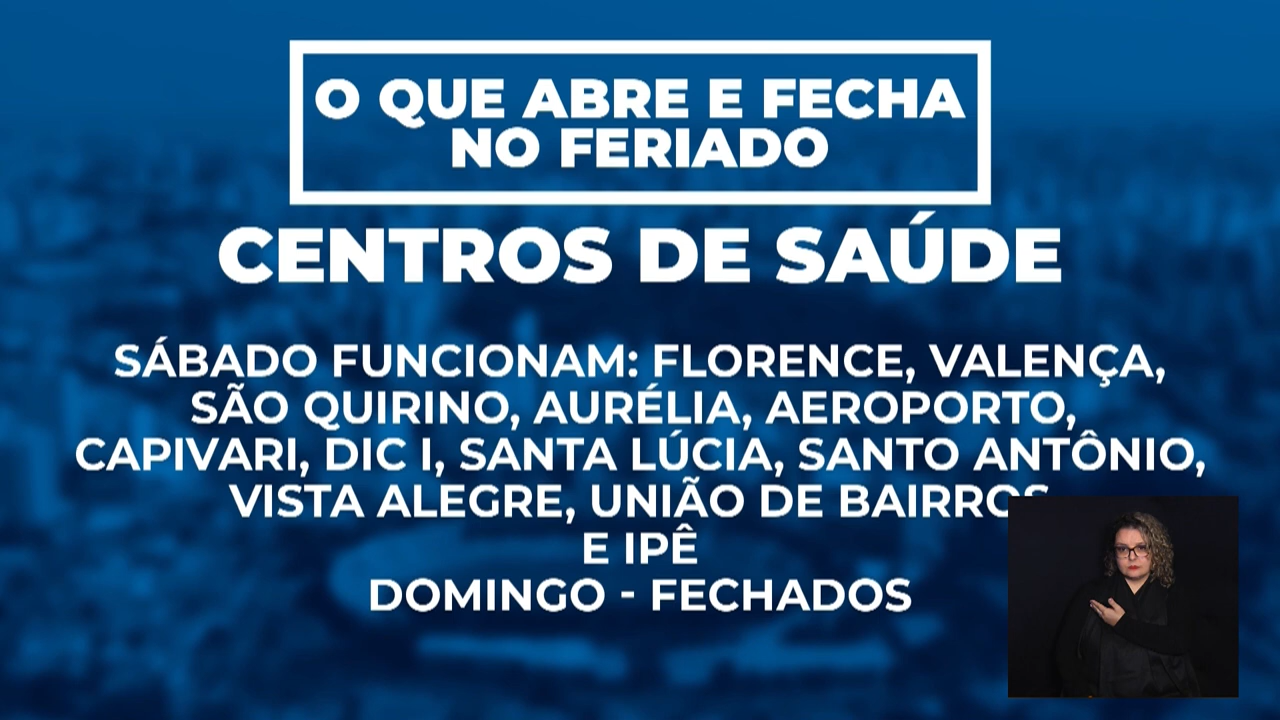 O QUE ABRE E FECHA
NO FERIADO
CENTROS DE SAÚDE
SÁBADO FUNCIONAM: FLORENCE, VALENÇA,
SÃO QUIRINO, AURÉLIA, AEROPORTO,
CAPIVARI, DIC I, SANTA LÚCIA, SANTO ANTÔNIO,
VISTA ALEGRE, UNIÃO DE BAIRROS
E IPÊ
DOMINGO - FECHADOS